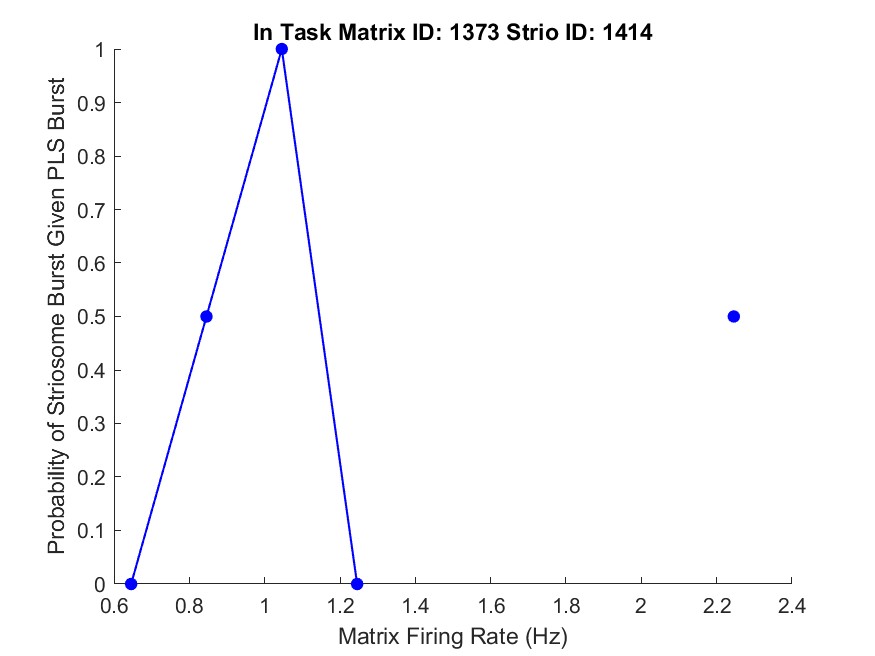 In Task Matrix ID: 1373 Strio ID: 1414
Probability of Striosome Burst Given PLS Burst
1
0.9
0.8
0.7
0.6
0.5
0.4
0.3
0.2
0.1
0
0.6 0.8 1 1.2 1.4 1.6 1.8 2 2.2 2.4
Matrix Firing Rate (Hz)